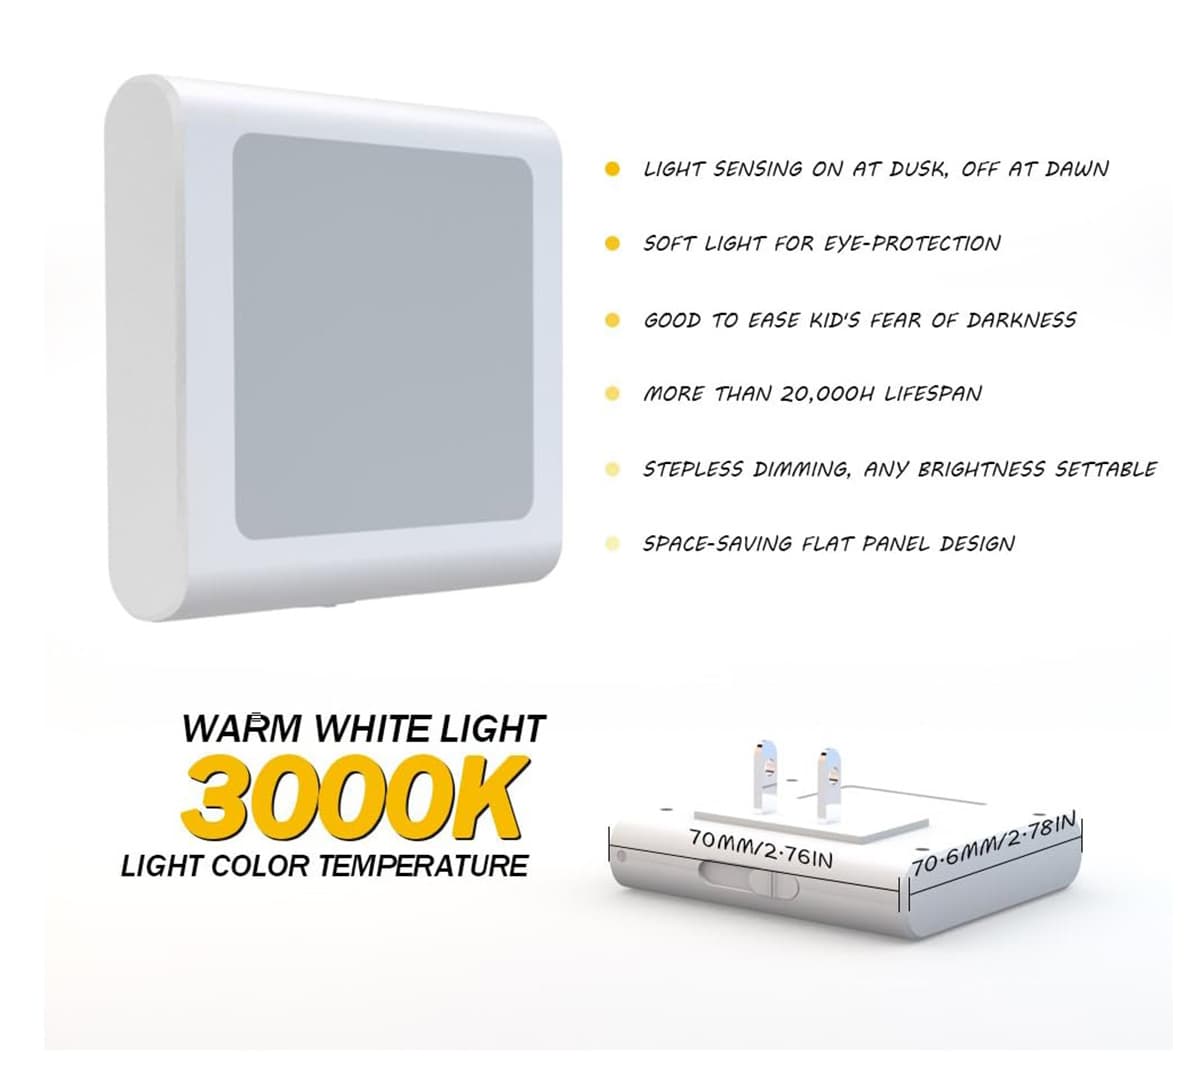 LIGHT SENSING ON AT DUSK, OFF AT DAWN
SOFT LIGHT FOR EYE-PROTECTION
GOOD TO EASE KID'S FEAR OF DARKNESS
MORE THAN 20,000H LIFESPAN
STEPLESS DIMMING, ANY BRIGHTNESS SETTABLE
SPACE-SAVING FLAT PANEL DESIGN
WARM WHITE LIGHT
3000K
LIGHT COLOR TEMPERATURE
70MM/2.76IN
70.6MM/2.78IN